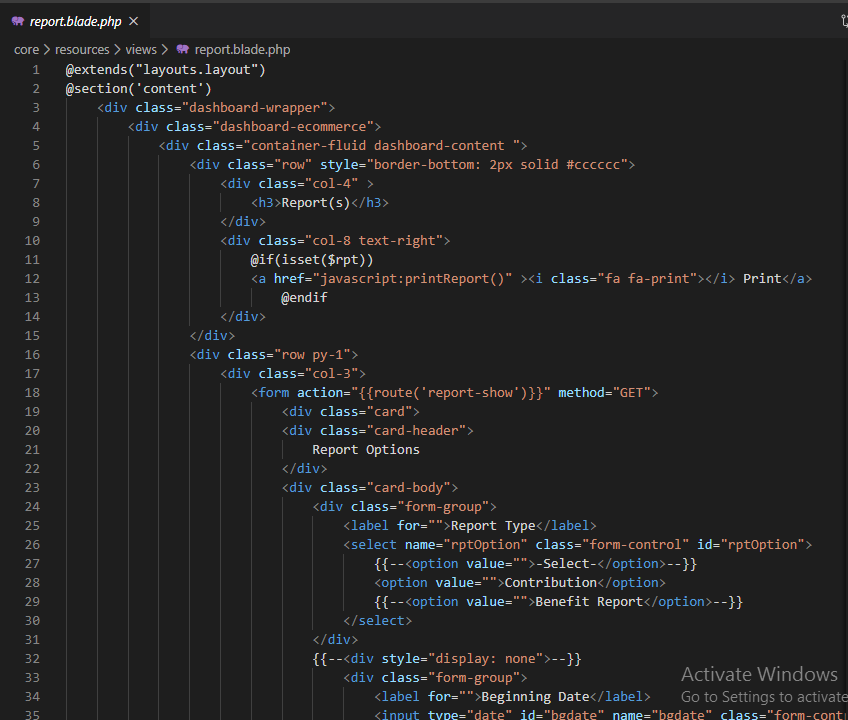 report.blade.php
core > resources > views > report.blade.php
1 @extends("layouts.layout")
2 @section('content')
3 <div class="dashboard-wrapper">
4 <div class="dashboard-ecommerce">
5 <div class="container-fluid dashboard-content ">
6 <div class="row" style="border-bottom: 2px solid #cccccc">
7 <div class="col-4" >
8 <h3>Report(s)</h3>
9 </div>
10 <div class="col-8 text-right">
11 @if(isset($rpt))
12 <a href="javascript:printReport()" ><i class="fa fa-print"></i> Print</a>
13 @endif
14 </div>
15 </div>
16 <div class="row py-1">
17 <div class="col-3">
18 <form action="{{route('report-show')}}" method="GET">
19 <div class="card">
20 <div class="card-header">
21 Report Options
22 </div>
23 <div class="card-body">
24 <div class="form-group">
25 <label for="">Report Type</label>
26 <select name="rptOption" class="form-control" id="rptOption">
27 {{--<option value="">-Select-</option>--}}
28 <option value="">Contribution</option>
29 {{--<option value="">Benefit Report</option>--}}
30 </select>
31 </div>
32 {{--<div style="display: none">--}}
33 <div class="form-group">
34 <label for="">Beginning Date</label>
35 <input type="date" id="bgdate" name="bgdate" class="form-cont
Activate Windows
Go to Settings to activate